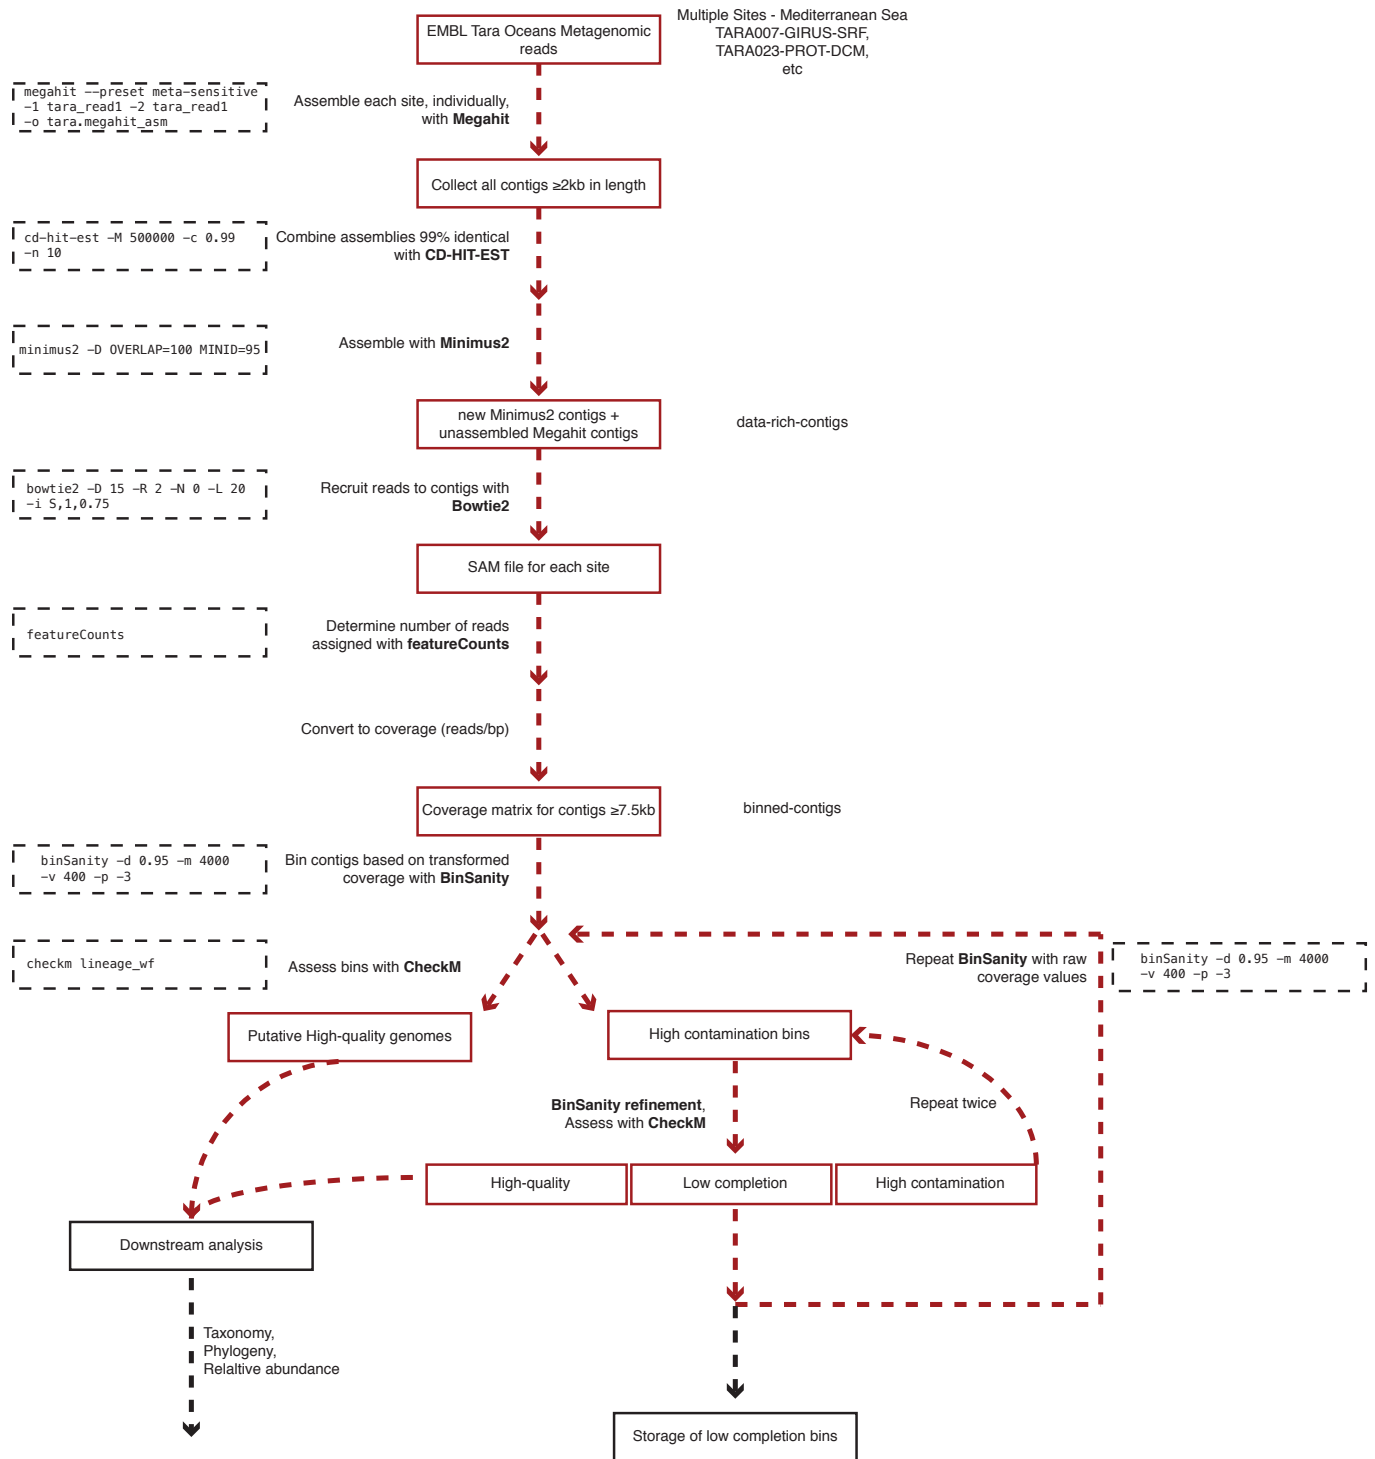 EMBL Tara Oceans Metagenomic
reads
Multiple Sites - Mediterranean Sea
TARA007-GIRUS-SRF,
TARA023-PROT-DCM,
etc
megahit --preset meta-sensitive
-1 tara_read1 -2 tara_read1
-o tara.megahit_asm
Assemble each site, individually,
with Megahit
Collect all contigs ≥2kb in length
cd-hit-est -M 500000 -c 0.99
-n 10
Combine assemblies 99% identical
with CD-HIT-EST
minimus2 -D OVERLAP=100 MINID=95
Assemble with Minimus2
new Minimus2 contigs +
unassembled Megahit contigs
data-rich-contigs
bowtie2 -D 15 -R 2 -N 0 -L 20
-i S,1,0.75
Recruit reads to contigs with
Bowtie2
SAM file for each site
featureCounts
Determine number of reads
assigned with featureCounts
Convert to coverage (reads/bp)
Coverage matrix for contigs ≥7.5kb
binned-contigs
binSanity -d 0.95 -m 4000
-v 400 -p -3
Bin contigs based on transformed
coverage with BinSanity
checkm lineage_wf
Assess bins with CheckM
Repeat BinSanity with raw
coverage values
binSanity -d 0.95 -m 4000
-v 400 -p -3
Putative High-quality genomes
High contamination bins
BinSanity refinement,
Assess with CheckM
Repeat twice
High-quality
Low completion
High contamination
Downstream analysis
Taxonomy,
Phylogeny,
Relaltive abundance
Storage of low completion bins